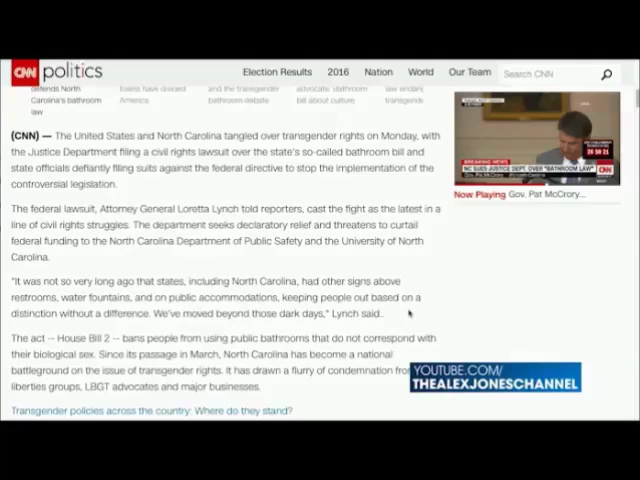 CNN politics
Election Results 2016 Nation World Our Team Search CNN
defends North
Carolina's bathroom
law
America
and the transgender
bathroom debate
advocate: Bathroom
bill about culture
law
transgende
(CNN) — The United States and North Carolina tangled over transgender rights on Monday, with
the Justice Department filing a civil rights lawsuit over the state's so-called bathroom bill and
state officials defiantly filing suits against the federal directive to stop the implementation of the
controversial legislation.
BREAKING NEWS
NC SUES JUSTICE DEPT. OVER "BATHROOM LAW"
Gov. Pat McCrory
CNN
Now Playing Gov. Pat McCrory...
The federal lawsuit, Attorney General Loretta Lynch told reporters, cast the fight as the latest in a
line of civil rights struggles. The department seeks declaratory relief and threatens to curtail
federal funding to the North Carolina Department of Public Safety and the University of North
Carolina.
"It was not so very long ago that states, including North Carolina, had other signs above
restrooms, water fountains, and on public accommodations, keeping people out based on a
distinction without a difference. We've moved beyond those dark days," Lynch said.
The act -- House Bill 2 -- bans people from using public bathrooms that do not correspond with
their biological sex. Since its passage in March, North Carolina has become a national
battleground on the issue of transgender rights. It has drawn a flurry of condemnation fro
liberties groups, LBGT advocates and major businesses.
YOUTUBE.COM/
THEALEXJONESCHANNEL
Transgender policies across the country: Where do they stand?